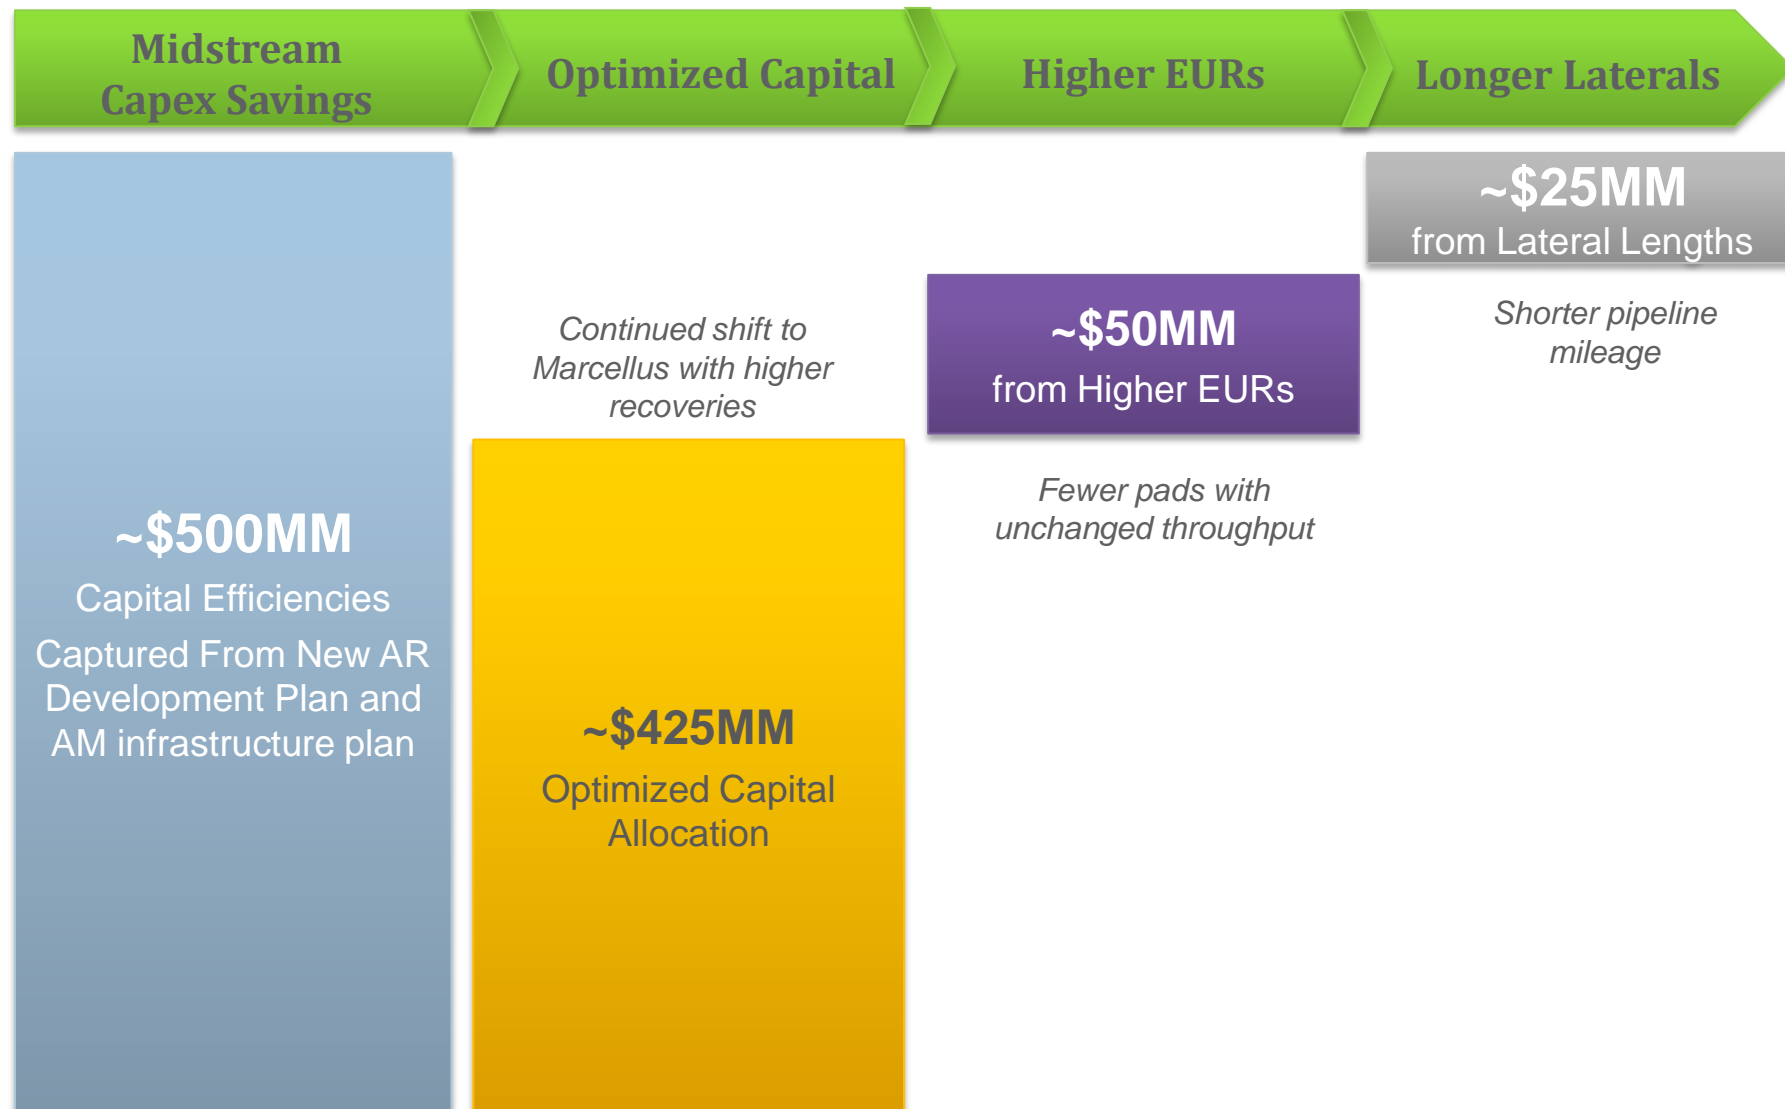 Midstream
Capex Savings
Optimized Capital
Higher EURs
Longer Laterals
~$500MM
Capital Efficiencies
Captured From New AR
Development Plan and
AM infrastructure plan
Continued shift to
Marcellus with higher
recoveries
~$425MM
Optimized Capital
Allocation
~$50MM
from Higher EURs
Fewer pads with
unchanged throughput
~$25MM
from Lateral Lengths
Shorter pipeline
mileage